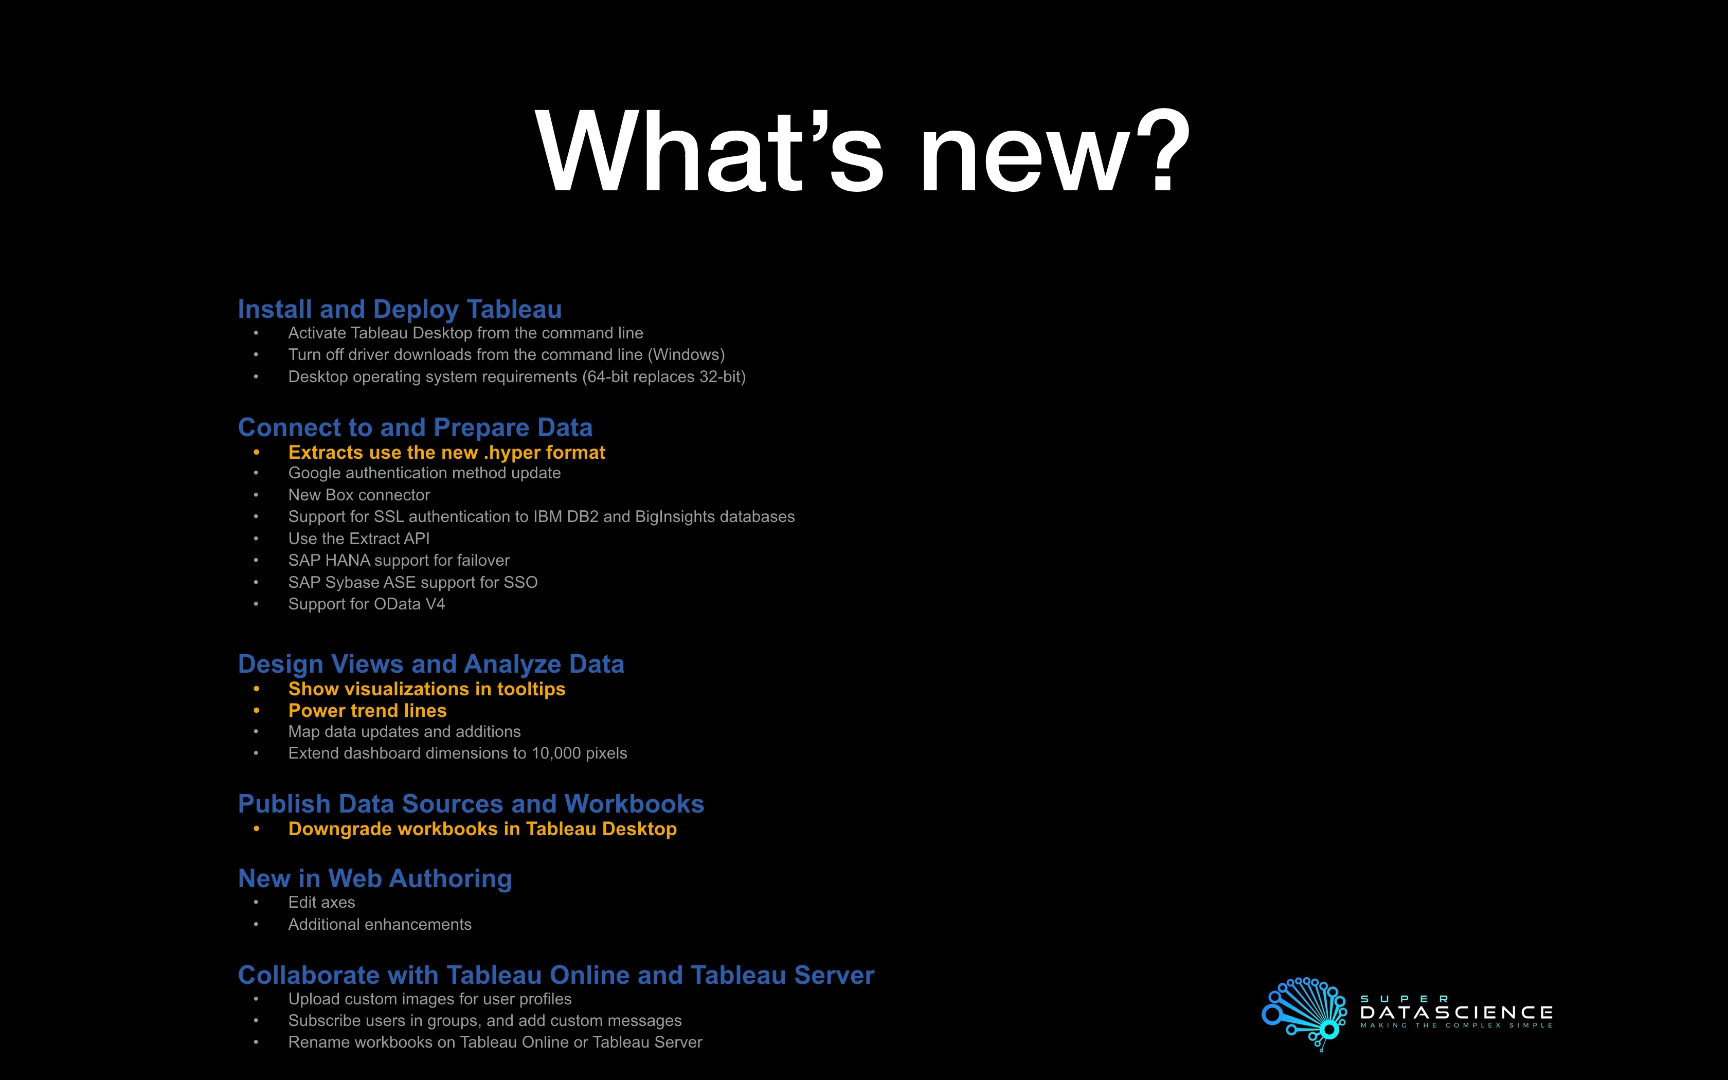 What’s new?
Install and Deploy Tableau
• Activate Tableau Desktop from the command line
• Turn off driver downloads from the command line (Windows)
• Desktop operating system requirements (64-bit replaces 32-bit)
Connect to and Prepare Data
• Extracts use the new .hyper format
• Google authentication method update
• New Box connector
• Support for SSL authentication to IBM DB2 and BigInsights databases
• Use the Extract API
• SAP HANA support for failover
• SAP Sybase ASE support for SSO
• Support for OData V4
Design Views and Analyze Data
• Show visualizations in tooltips
• Power trend lines
• Map data updates and additions
• Extend dashboard dimensions to 10,000 pixels
Publish Data Sources and Workbooks
• Downgrade workbooks in Tableau Desktop
New in Web Authoring
• Edit axes
• Additional enhancements
Collaborate with Tableau Online and Tableau Server
• Upload custom images for user profiles
• Subscribe users in groups, and add custom messages
• Rename workbooks on Tableau Online or Tableau Server
SUPER
DATASCIENCE
MAKING THE COMPLEX SIMPLE